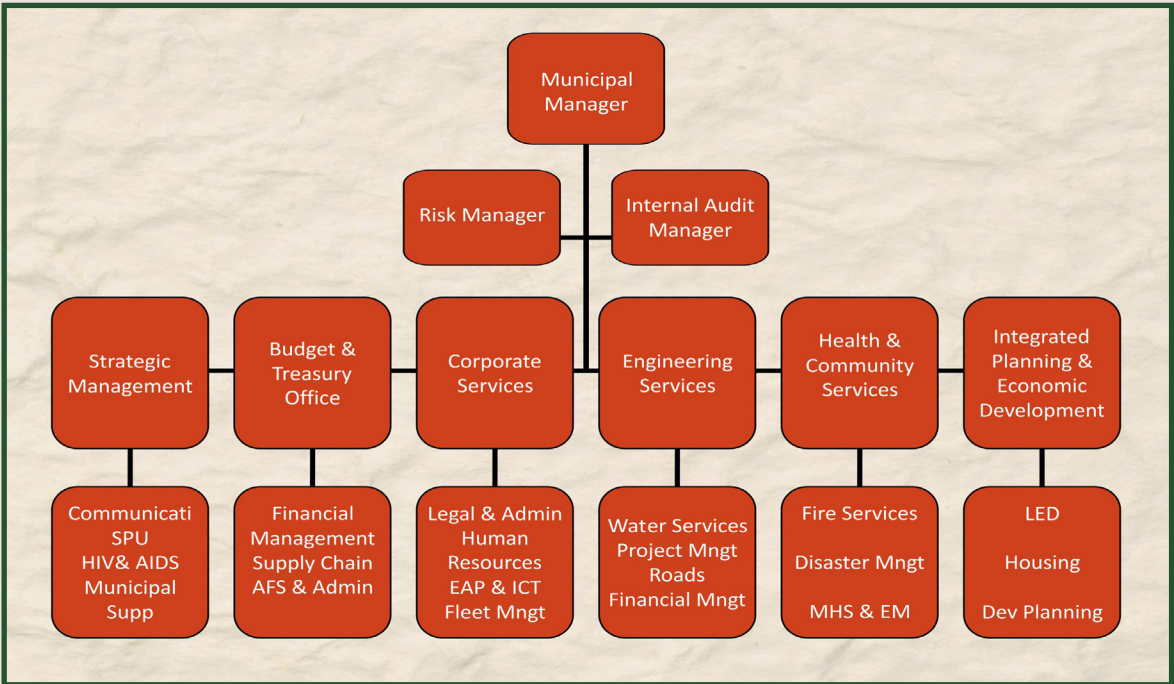 Municipal
Manager
Risk Manager
Internal Audit
Manager
Strategic
Management
Budget &
Treasury
Office
Corporate
Services
Engineering
Services
Health &
Community
Services
Integrated
Planning &
Economic
Development
Communicati
SPU
HIV& AIDS
Municipal
Supp
Financial
Management
Supply Chain
AFS & Admin
Legal & Admin
Human
Resources
EAP & ICT
Fleet Mngt
Water Services
Project Mngt
Roads
Financial Mngt
Fire Services
Disaster Mngt
MHS & EM
LED
Housing
Dev Planning